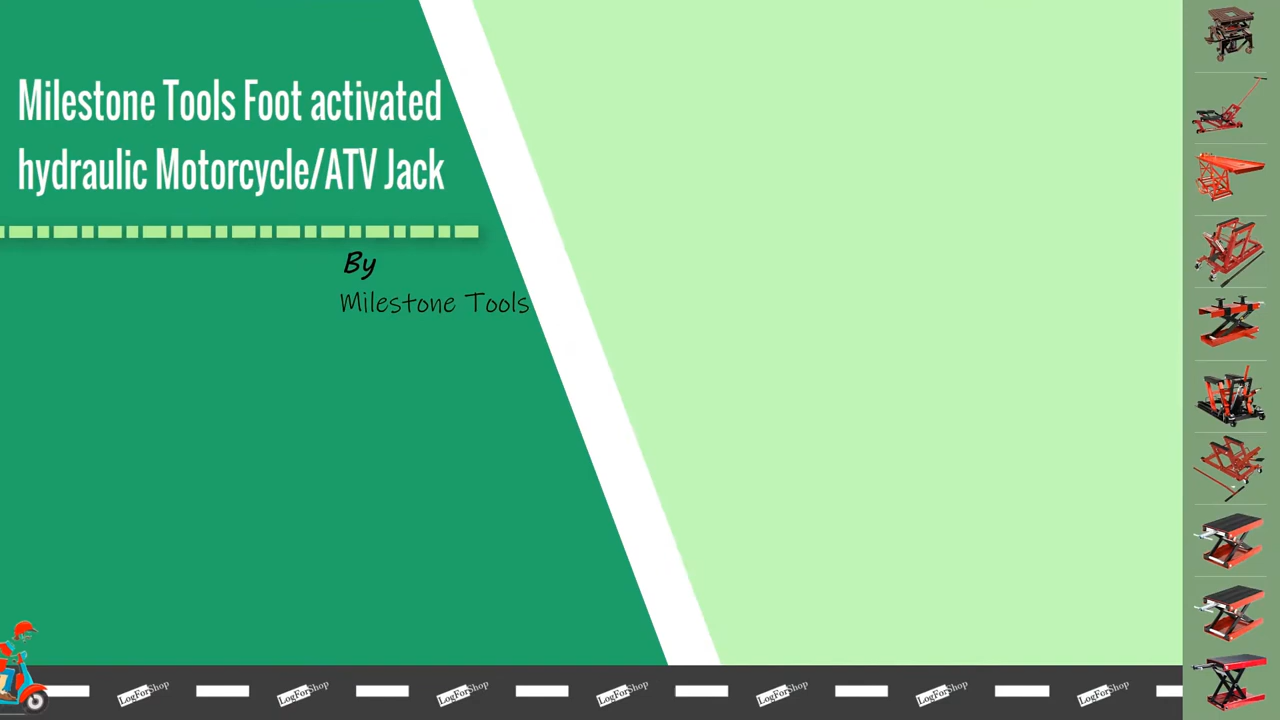 Milestone Tools Foot activated
hydraulic Motorcycle/ATV Jack
By
Milestone Tools
LogForShop LogForShop LogForShop LogForShop LogForShop LogForShop LogForShop